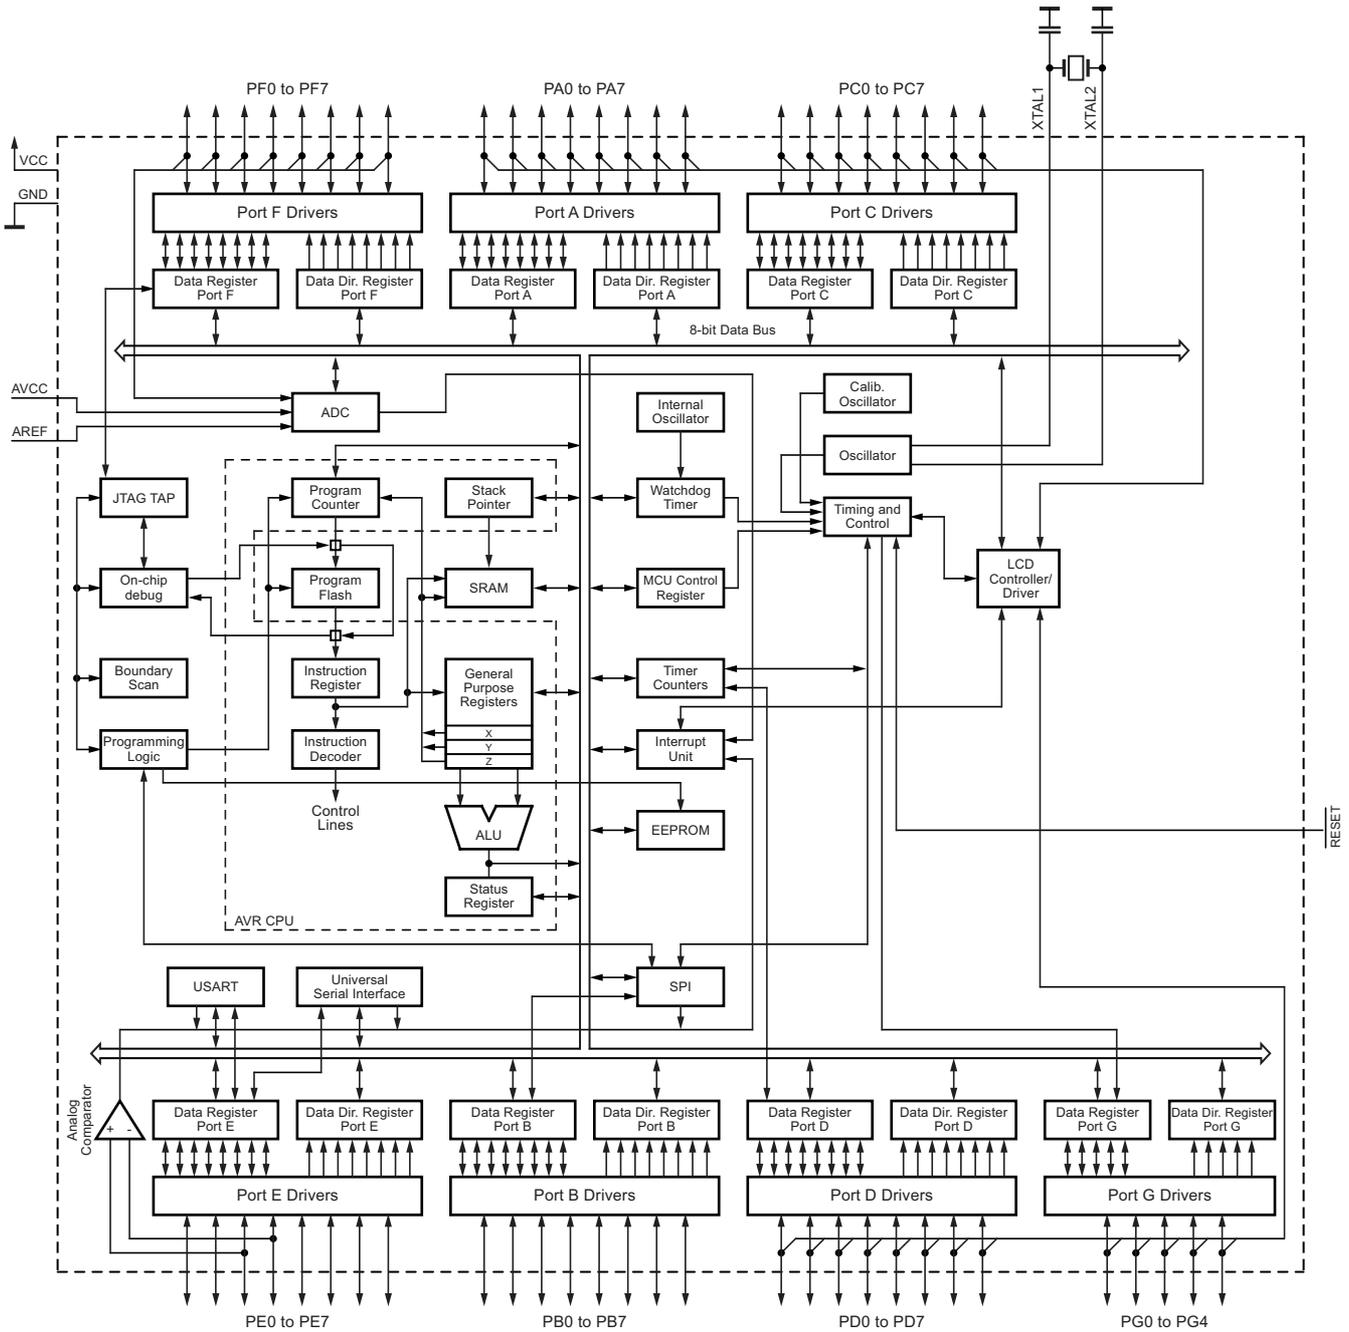 PF0 to PF7
PA0 to PA7
PC0 to PC7
XTAL1
XTAL2
VCC
GND
Port F Drivers
Port A Drivers
Port C Drivers
Data Register
Port F
Data Dir. Register
Port F
Data Register
Port A
Data Dir. Register
Port A
Data Register
Port C
Data Dir. Register
Port C
8-bit Data Bus
AVCC
AREF
ADC
Internal
Oscillator
Calib.
Oscillator
Oscillator
JTAG TAP
Program
Counter
Stack
Pointer
Watchdog
Timer
Timing and
Control
On-chip
debug
Program
Flash
SRAM
MCU Control
Register
LCD
Controller/
Driver
Boundary
Scan
Instruction
Register
General
Purpose
Registers
X
Y
Z
Timer
Counters
Programming
Logic
Instruction
Decoder
Interrupt
Unit
Control
Lines
ALU
EEPROM
RESET
Status
Register
AVR CPU
USART
Universal
Serial Interface
SPI
Analog
Comparator
+ -
Data Register
Port E
Data Dir. Register
Port E
Data Register
Port B
Data Dir. Register
Port B
Data Register
Port D
Data Dir. Register
Port D
Data Register
Port G
Data Dir. Register
Port G
Port E Drivers
Port B Drivers
Port D Drivers
Port G Drivers
PE0 to PE7
PB0 to PB7
PD0 to PD7
PG0 to PG4